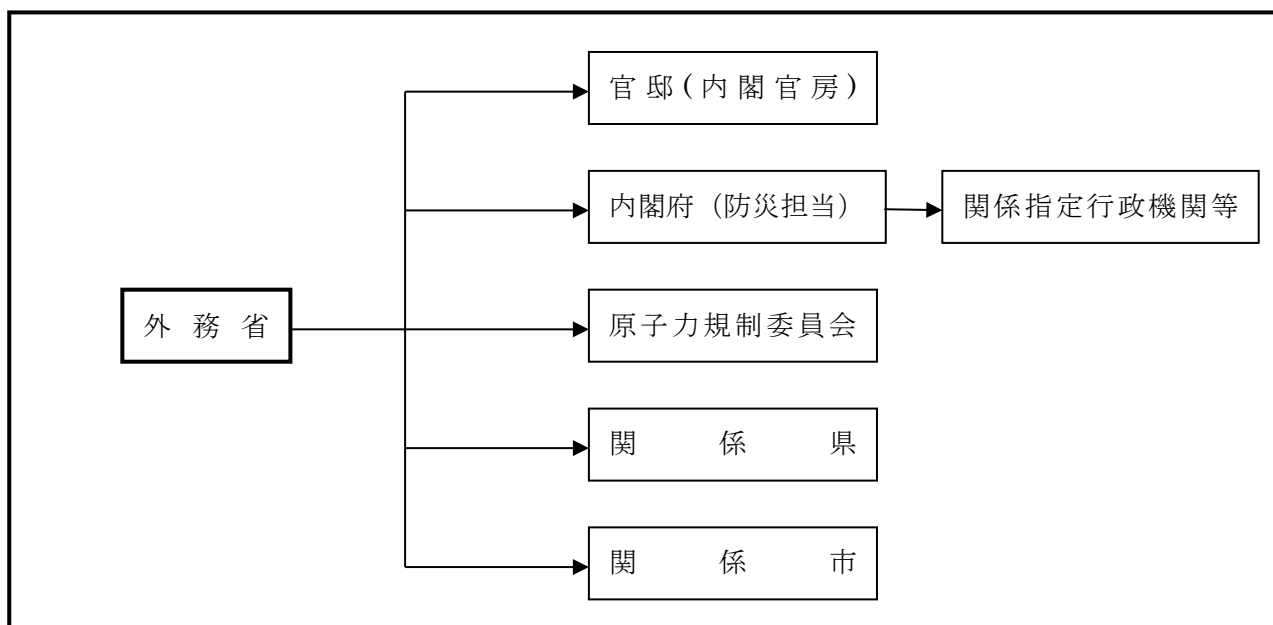 官邸(内閣官房)
内閣府（防災担当）
関係指定行政機関等
外務省
原子力規制委員会
関係県
関係市